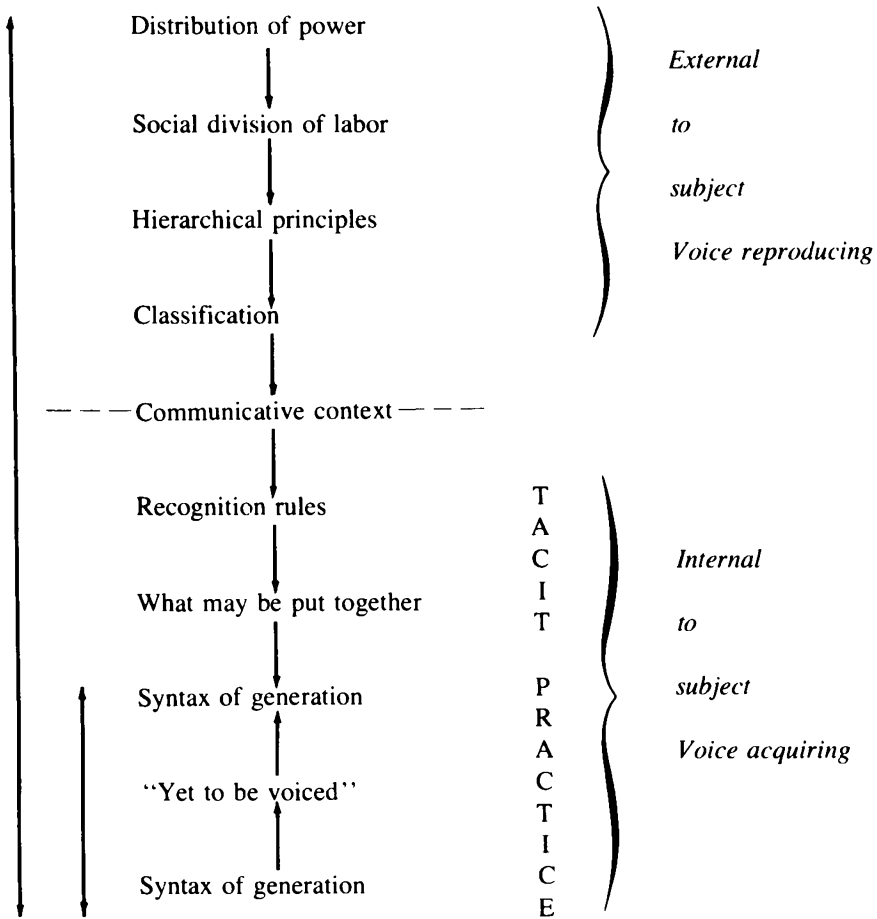 Distribution of power
External
Social division of labor
to
subject
Hierarchical principles
Voice reproducing
Classification
Communicative context
Recognition rules
What may be put together
Syntax of generation
“Yet to be voiced”
Syntax of generation
T
A
C
I
T
P
R
A
C
T
I
C
E
Internal
to
subject
Voice acquiring